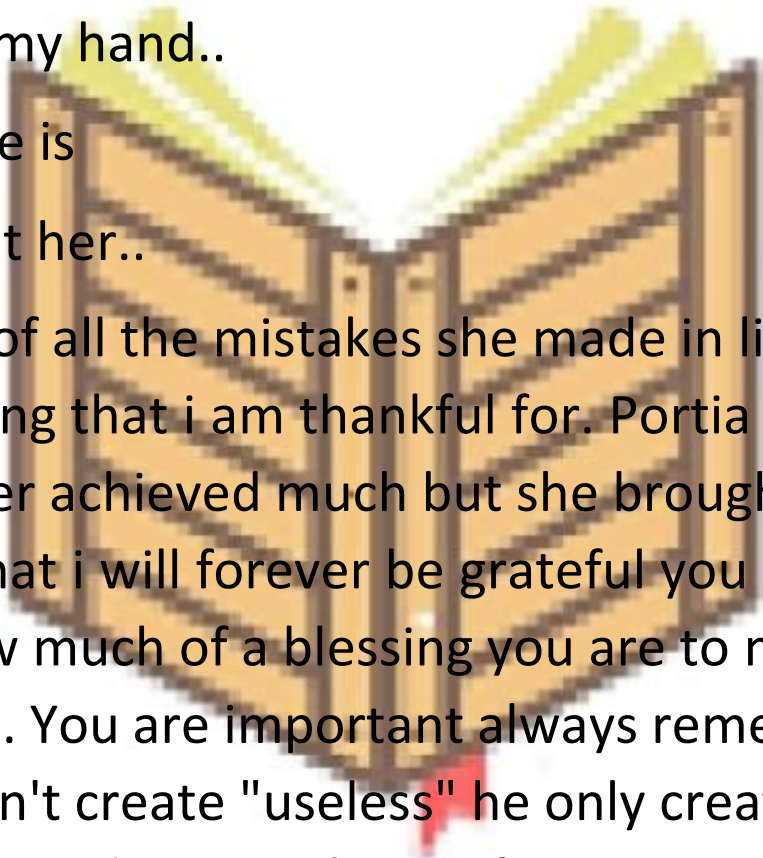 my hand..
e is
t her..
of all the mistakes she made in li
ng that i am thankful for. Portia
er achieved much but she brough
hat i will forever be grateful you
w much of a blessing you are to
. You are important always reme
n't create "useless" he only creat